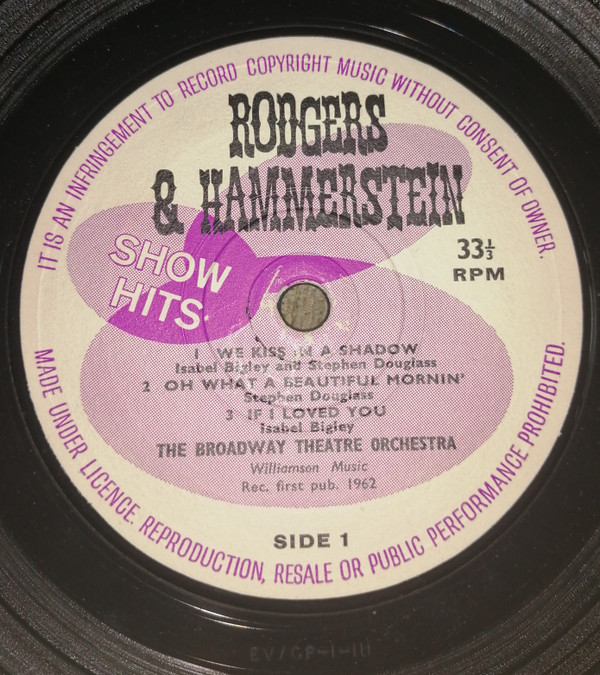 IT IS AN INFRINGEMENT TO RECORD COPYRIGHT MUSIC WITHOUT CONSENT OF OWNER.
RODGERS
& HAMMERSTEIN
SHOW
HITS
33⅓
RPM
1 WE KISS IN A SHADOW
Isabel Bigley and Stephen Douglass
2 OH WHAT A BEAUTIFUL MORNIN'
Stephen Douglass
3 IF I LOVED YOU
Isabel Bigley
THE BROADWAY THEATRE ORCHESTRA
Williamson Music
Rec. first pub. 1962
SIDE 1
MADE UNDER LICENCE. REPRODUCTION, RESALE OR PUBLIC PERFORMANCE PROHIBITED.